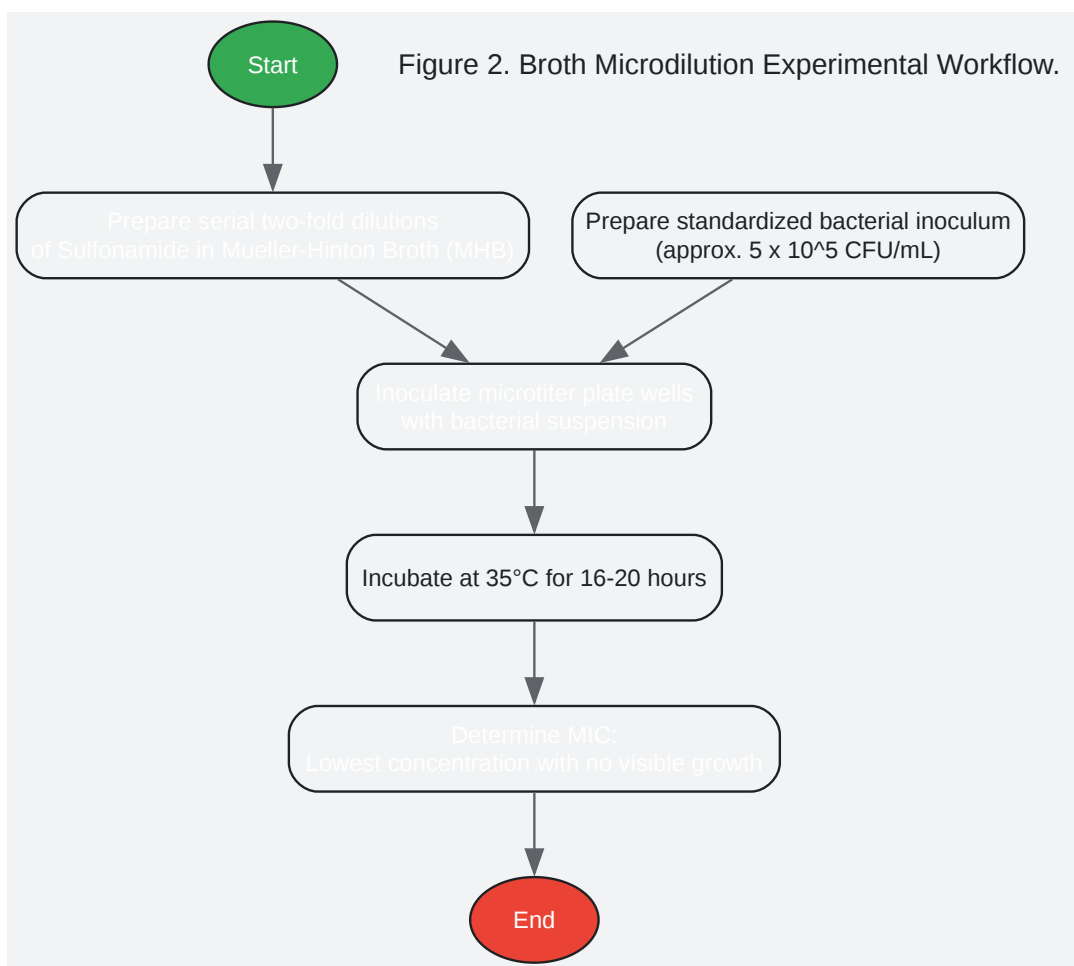 Start
Figure 2. Broth Microdilution Experimental Workflow.
Prepare serial two-fold dilutions
of Sulfonamide in Mueller-Hinton Broth (MHB)
Prepare standardized bacterial inoculum
(approx. 5 x 10^5 CFU/mL)
Inoculate microtiter plate wells
with bacterial suspension
Incubate at 35°C for 16-20 hours
Determine MIC:
Lowest concentration with no visible growth
End